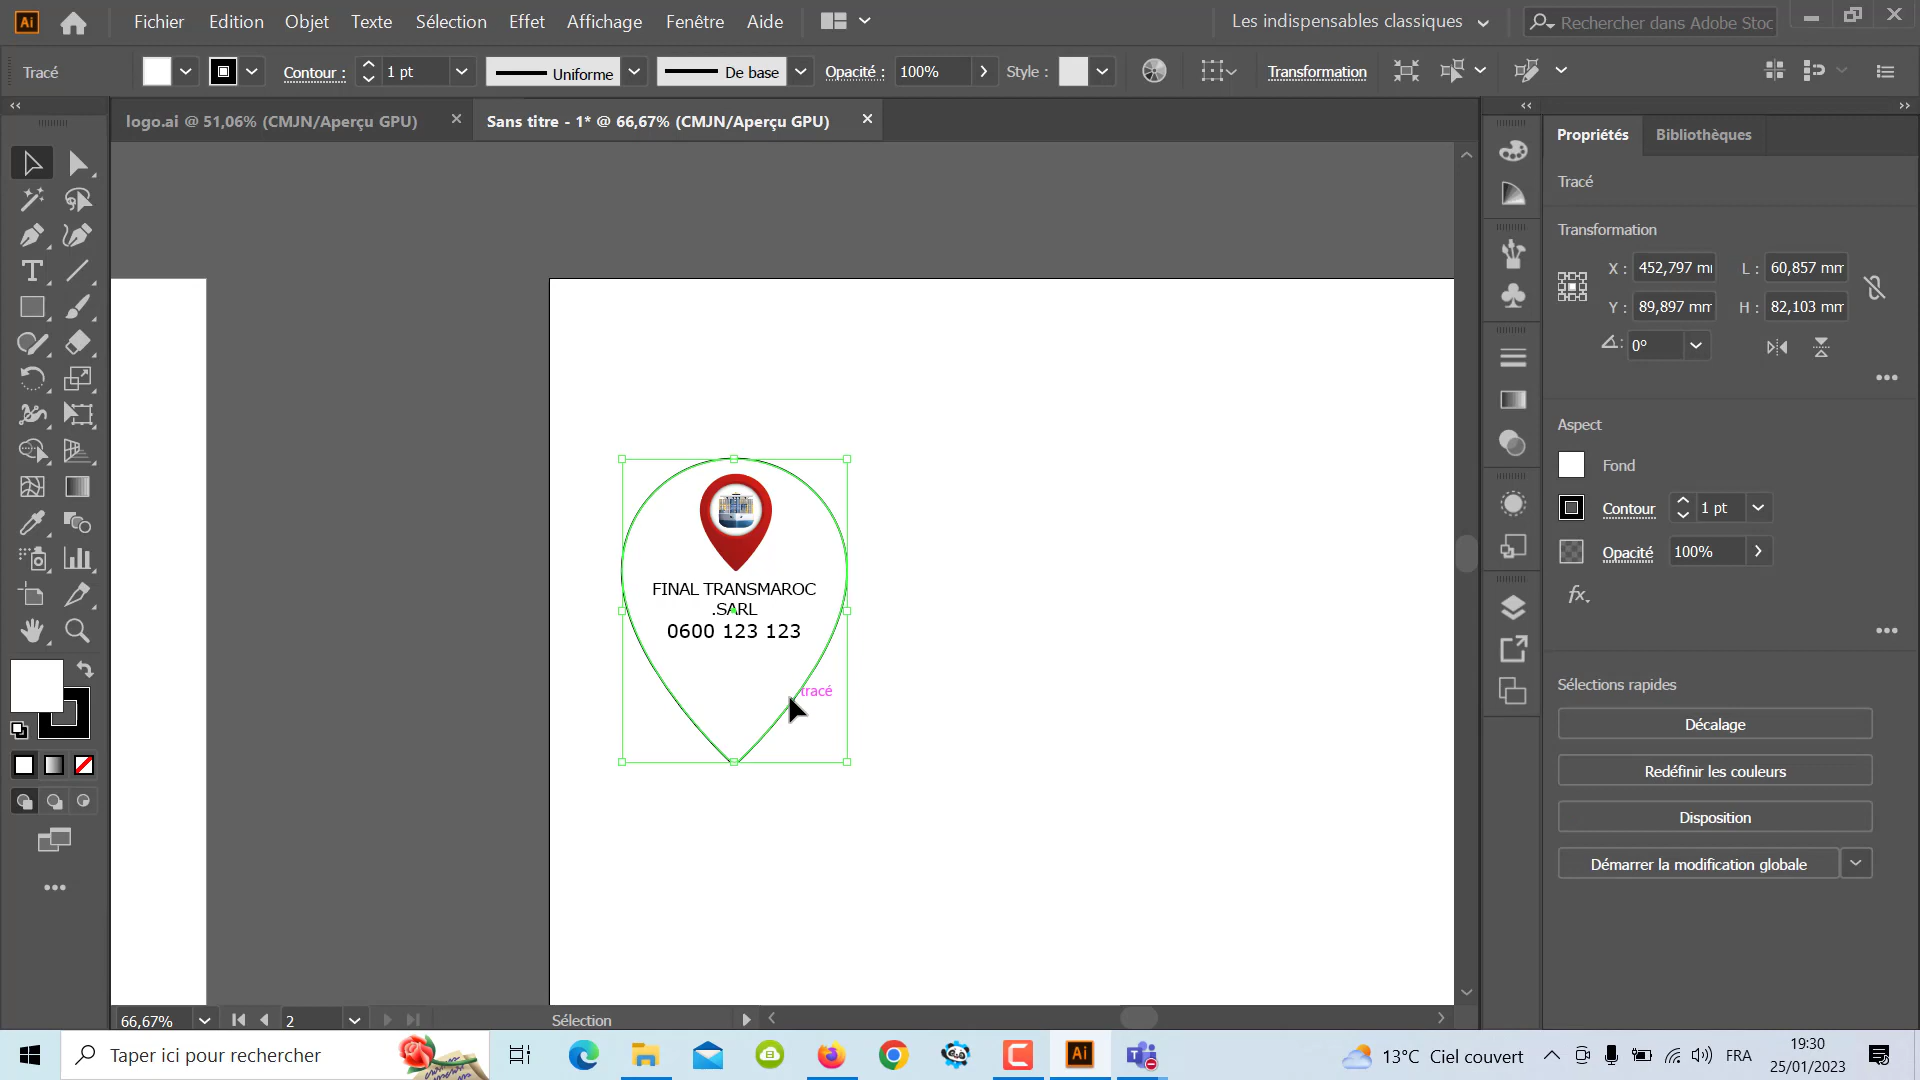 Ai
Fichier Edition Objet Texte Sélection Effet Affichage Fenêtre Aide
Les indispensables classiques
Rechercher dans Adobe Stoc
Tracé
Contour : 1 pt Uniforme De base Opacité : 100% Style : Transformation
logo.ai @ 51,06% (CMJN/Aperçu GPU)
Sans titre - 1* @ 66,67% (CMJN/Aperçu GPU)
Propriétés Bibliothèques
Tracé
Transformation
X : 452,797 mm L : 60,857 mm
Y : 89,897 mm H : 82,103 mm
0°
Aspect
Fond
Contour 1 pt
Opacité 100%
fx.
Sélections rapides
Décalage
Redéfinir les couleurs
Disposition
Démarrer la modification globale
FINAL TRANSMAROC
.SARL
0600 123 123
tracé
66,67% 2 Sélection
Taper ici pour rechercher
Ai
13°C Ciel couvert
FRA
19:30
25/01/2023